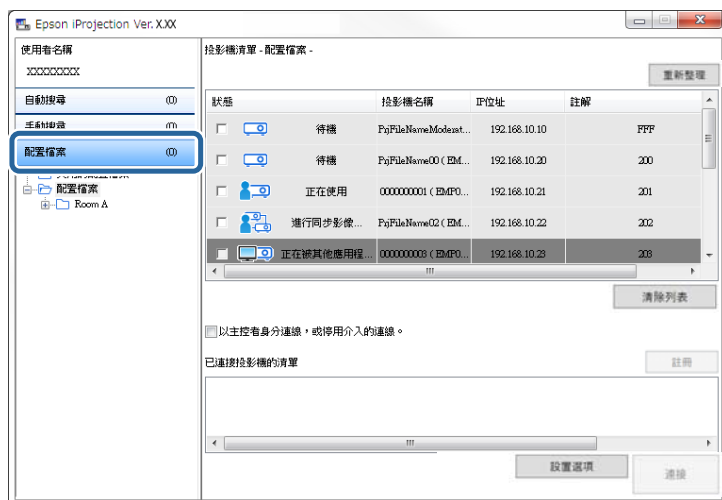 Epson iProjection Ver. X.XX
使用者名稱
XXXXXXXXX
自動搜尋 (0)
手動搜尋 (0)
配置檔案 (0)
配置檔案
Room A
投影機清單 - 配置檔案 -
重新整理
狀態 投影機名稱 IP位址 註解
待機 PrjFileNameModerat... 192.168.10.10 FFF
待機 PrjFileName00 ( EM... 192.168.10.20 200
正在使用 0000000001 ( EMP0... 192.168.10.21 201
進行同步影像... PrjFileName02 ( EM... 192.168.10.22 202
正在被其他應用程... 0000000003 ( EMP0... 192.168.10.23 203
清除列表
以主控者身分連線，或停用介入的連線。
已連接投影機的清單
註冊
設置選項
連接